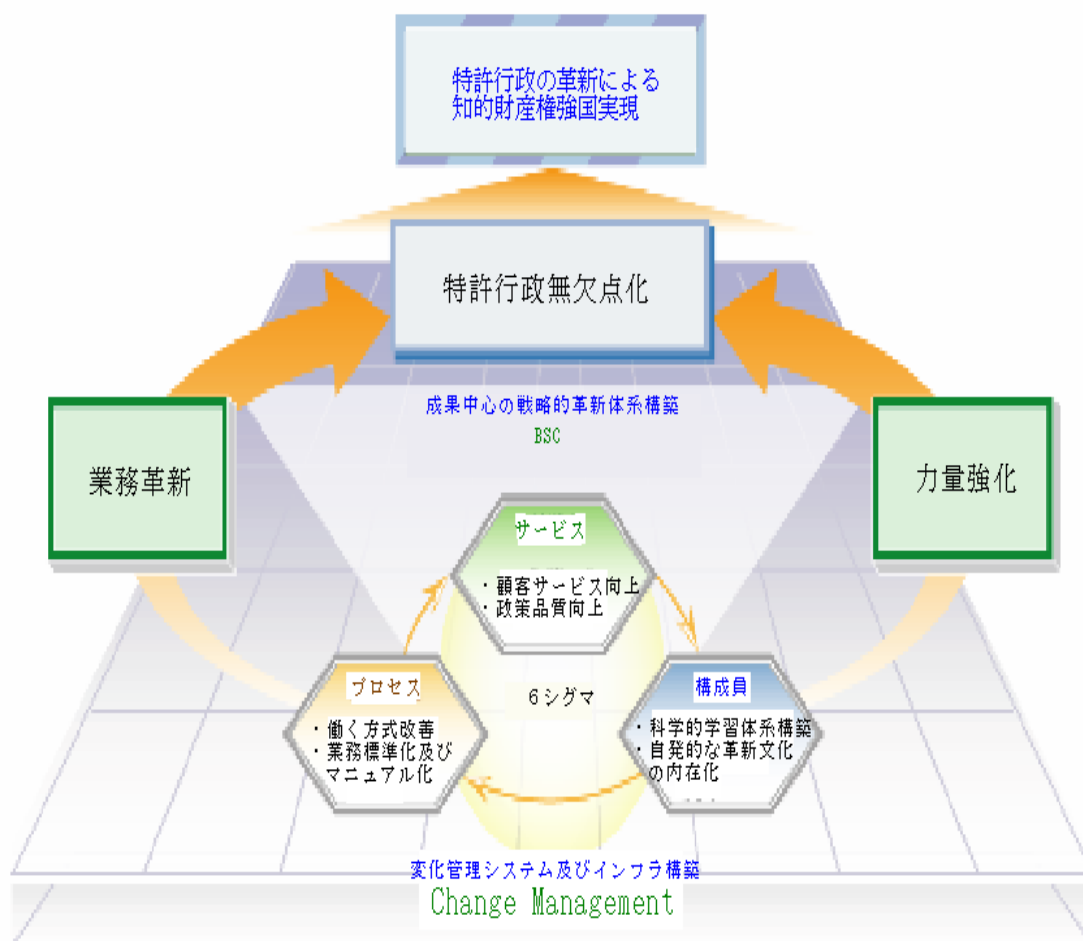 特許行政の革新による
知的財産権強国実現
特許行政無欠点化
成果中心の戦略的革新体系構築
BSC
業務革新
力量強化
サービス
・顧客サービス向上
・政策品質向上
プロセス
・働く方式改善
・業務標準化及び
マニュアル化
6シグマ
構成員
・科学的学習体系構築
・自発的な革新文化
の内在化
変化管理システム及びインフラ構築
Change Management